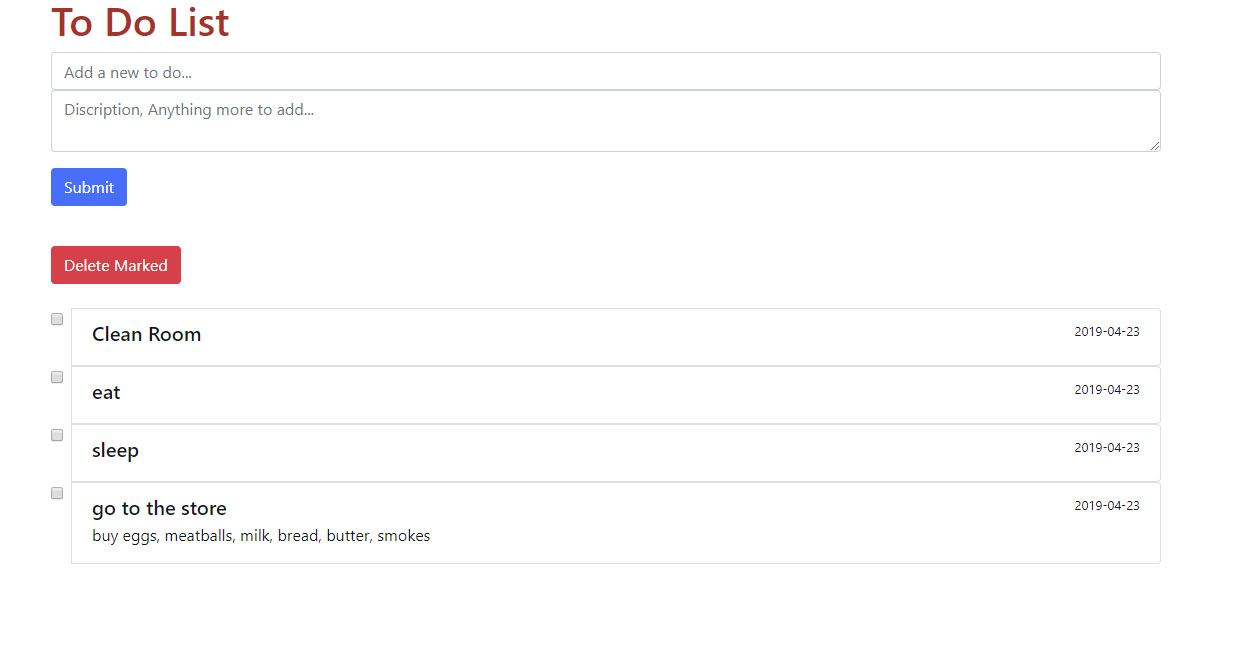 To Do List
Add a new to do...
Discription, Anything more to add...
Submit
Delete Marked
Clean Room 2019-04-23
eat 2019-04-23
sleep 2019-04-23
go to the store 2019-04-23
buy eggs, meatballs, milk, bread, butter, smokes